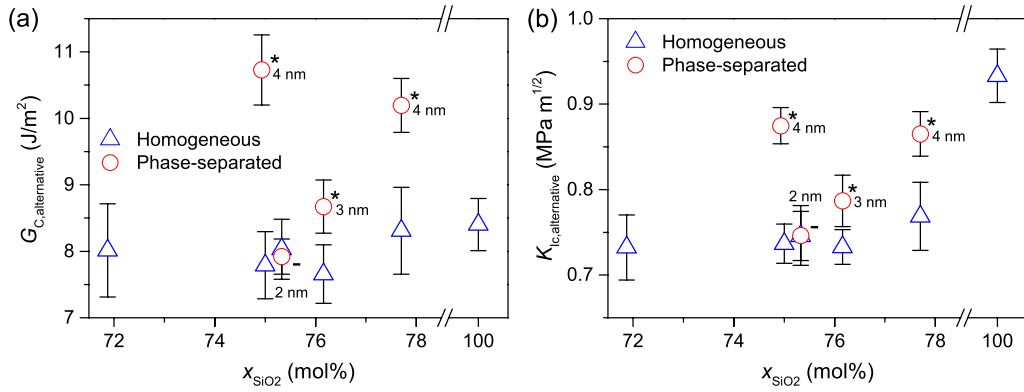 (a)
11
10
9
8
7
G_C,alternative (J/m²)
Homogeneous
Phase-separated
* 4 nm
* 4 nm
* 3 nm
- 2 nm
72 74 76 78 100
x_SiO2 (mol%)
(b)
1.0
0.9
0.8
0.7
K_Ic,alternative (MPa m^1/2)
Homogeneous
Phase-separated
* 4 nm
* 4 nm
* 3 nm
2 nm -
72 74 76 78 100
x_SiO2 (mol%)